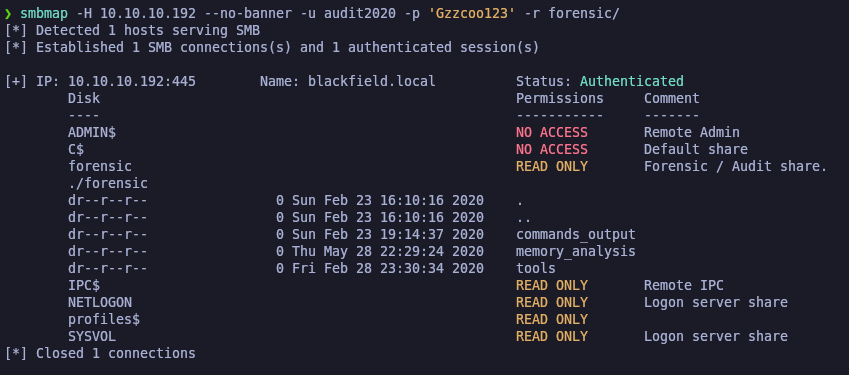 ❯ smbmap -H 10.10.10.192 --no-banner -u audit2020 -p 'Gzzcoo123' -r forensic/
[*] Detected 1 hosts serving SMB
[*] Established 1 SMB connections(s) and 1 authenticated session(s)
[+] IP: 10.10.10.192:445 Name: blackfield.local Status: Authenticated
Disk Permissions Comment
---- ----------- -------
ADMIN$ NO ACCESS Remote Admin
C$ NO ACCESS Default share
forensic READ ONLY Forensic / Audit share.
./forensic
dr--r--r-- 0 Sun Feb 23 16:10:16 2020 .
dr--r--r-- 0 Sun Feb 23 16:10:16 2020 ..
dr--r--r-- 0 Sun Feb 23 19:14:37 2020 commands_output
dr--r--r-- 0 Thu May 28 22:29:24 2020 memory_analysis
dr--r--r-- 0 Fri Feb 28 23:30:34 2020 tools
IPC$ READ ONLY Remote IPC
NETLOGON READ ONLY Logon server share
profiles$ READ ONLY
SYSVOL READ ONLY Logon server share
[*] Closed 1 connections